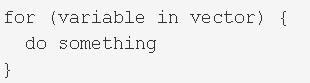 for (variable in vector) {
  do something
}